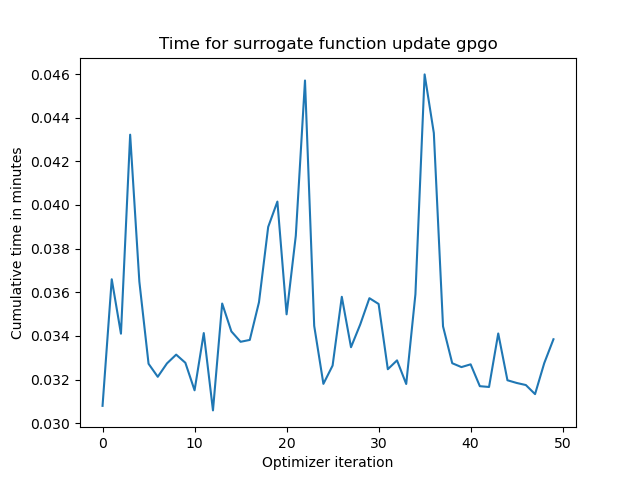 Time for surrogate function update gpgo
Cumulative time in minutes
0.046
0.044
0.042
0.040
0.038
0.036
0.034
0.032
0.030
0 10 20 30 40 50
Optimizer iteration